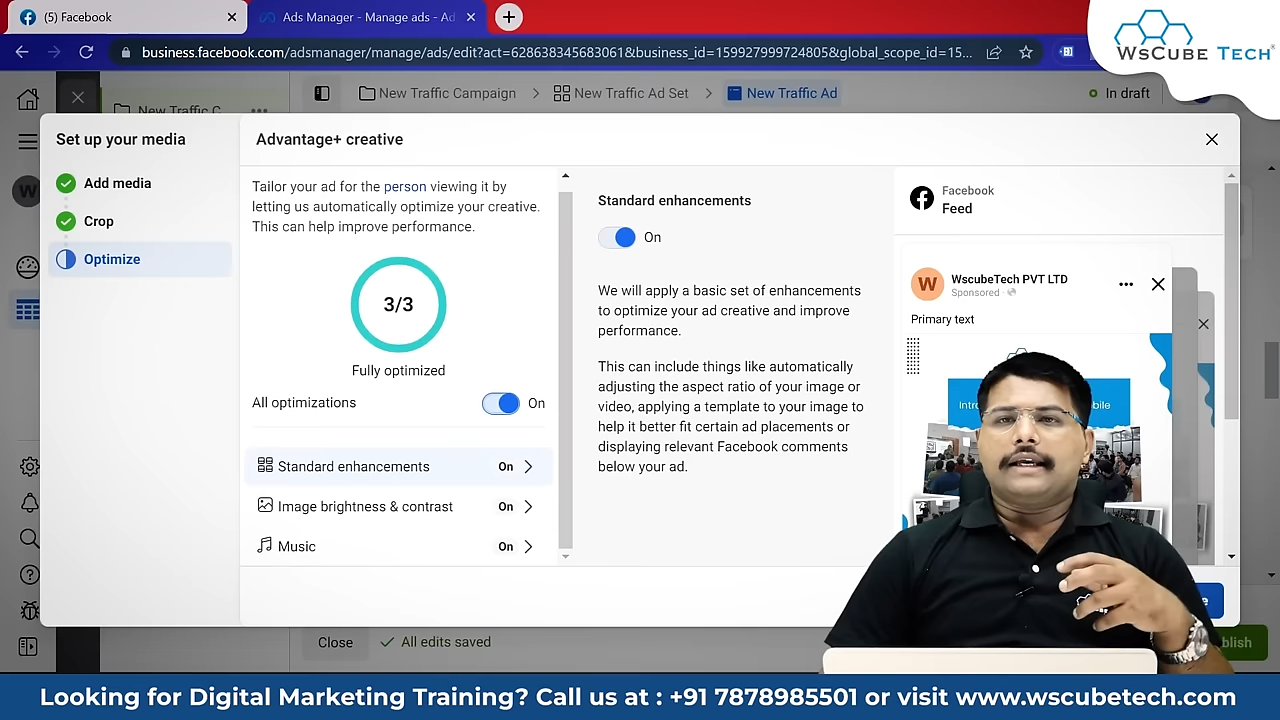 (5) Facebook
Ads Manager - Manage ads - Ad
WsCube Tech
business.facebook.com/adsmanager/manage/ads/edit?act=628638345683061&business_id=159927999724805&global_scope_id=15...
New Traffic C
New Traffic Campaign
New Traffic Ad Set
New Traffic Ad
In draft
Set up your media
Add media
Crop
Optimize
Advantage+ creative
Tailor your ad for the person viewing it by
letting us automatically optimize your creative.
This can help improve performance.
3/3
Fully optimized
All optimizations
On
Standard enhancements
On
Image brightness & contrast
On
Music
On
Standard enhancements
On
We will apply a basic set of enhancements
to optimize your ad creative and improve
performance.
This can include things like automatically
adjusting the aspect ratio of your image or
video, applying a template to your image to
help it better fit certain ad placements or
displaying relevant Facebook comments
below your ad.
Facebook
Feed
W
WscubeTech PVT LTD
Sponsored
Primary text
Close
All edits saved
Looking for Digital Marketing Training? Call us at : +91 7878985501 or visit www.wscubetech.com